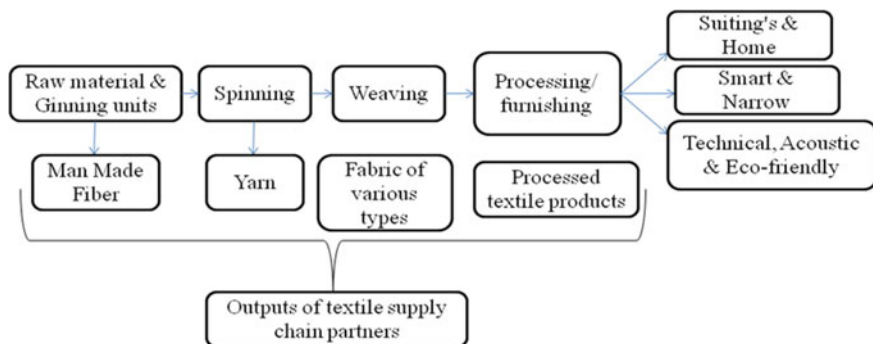 Suiting's &
Home
Raw material &
Ginning units
Spinning
Weaving
Processing/
furnishing
Smart &
Narrow
Technical, Acoustic
& Eco-friendly
Man Made
Fiber
Yarn
Fabric of
various
types
Processed
textile products
Outputs of textile supply
chain partners